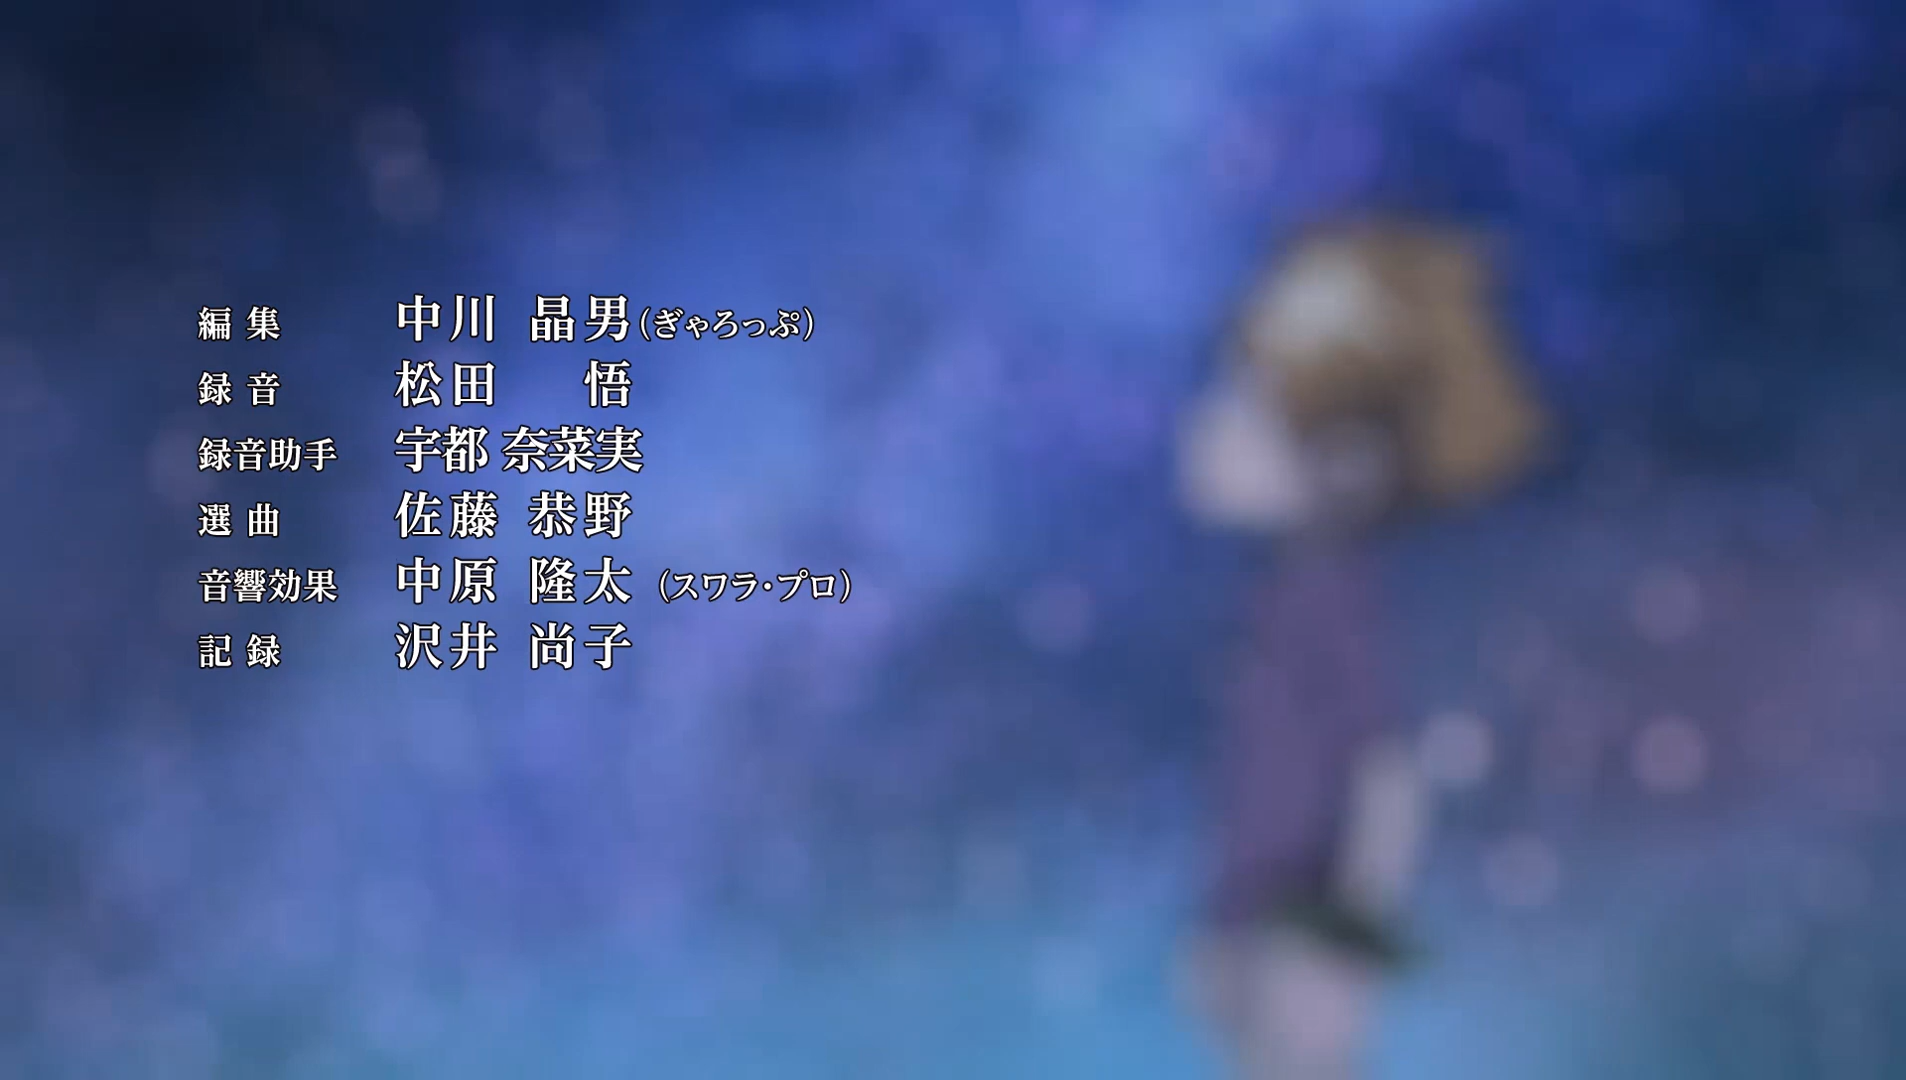 編集 中川 晶男(ぎゃろっぷ)
録音 松田 悟
録音助手 宇都 奈菜実
選曲 佐藤 恭野
音響効果 中原 隆太 (スワラ・プロ)
記録 沢井 尚子